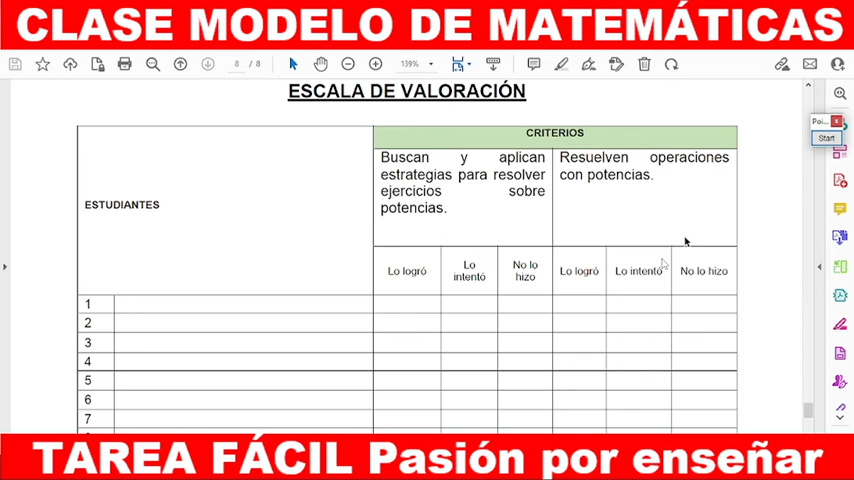 CLASE MODELO DE MATEMÁTICAS
8 / 8
139%
ESCALA DE VALORACIÓN
Poi... x
Start
CRITERIOS
ESTUDIANTES
Buscan y aplican
estrategias para resolver
ejercicios sobre
potencias.
Resuelven operaciones
con potencias.
Lo logró
Lo
intentó
No lo
hizo
Lo logró
Lo intentó
No lo hizo
1
2
3
4
5
6
7
TAREA FÁCIL Pasión por enseñar